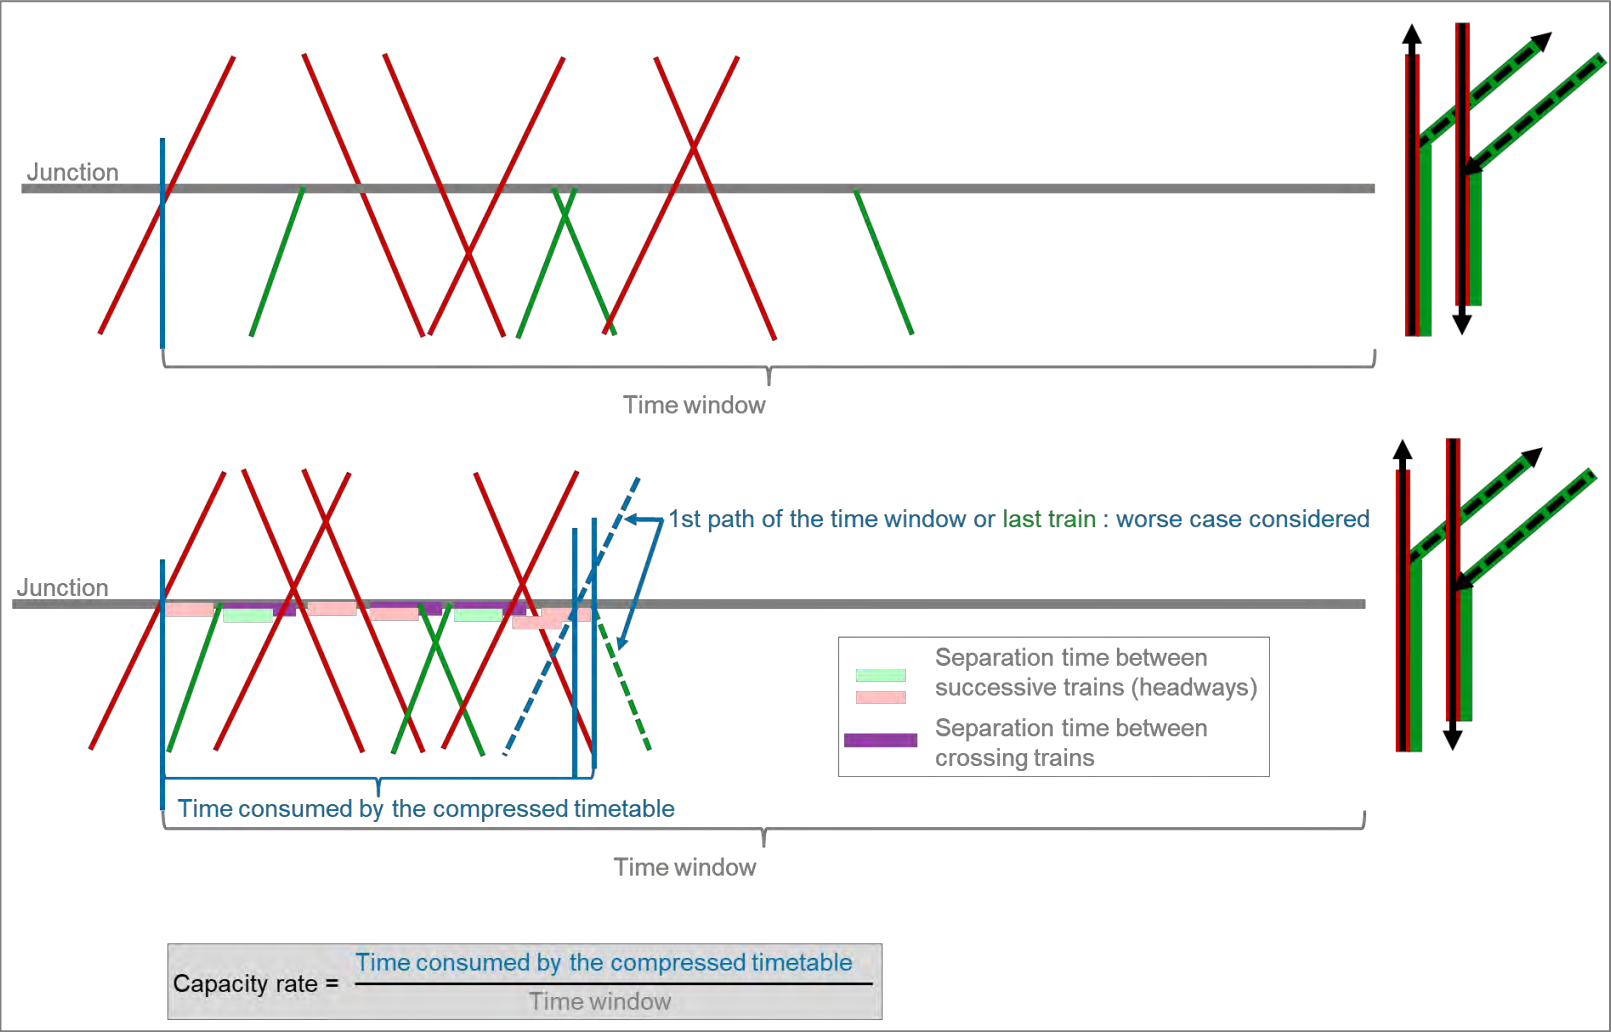 Junction
Time window
1st path of the time window or last train : worse case considered
Junction
Separation time between
successive trains (headways)
Separation time between
crossing trains
Time consumed by the compressed timetable
Time window
Capacity rate =
Time consumed by the compressed timetable
Time window